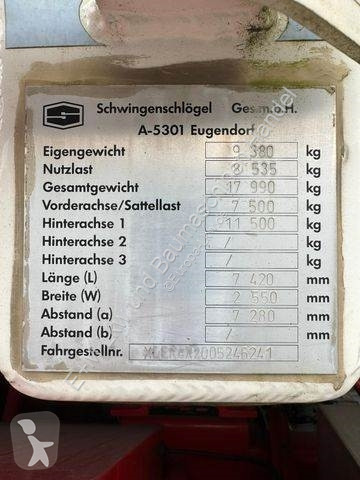 Schwingenschlögel Ges.m.b.H.
A-5301 Eugendorf
Eigengewicht 9 380 kg
Nutzlast 8 535 kg
Gesamtgewicht 17 990 kg
Vorderachse/Sattellast 7 500 kg
Hinterachse 1 11 500 kg
Hinterachse 2 / kg
Hinterachse 3 / kg
Länge (L) 7 420 mm
Breite (W) 2 550 mm
Abstand (a) 7 280 mm
Abstand (b) / mm
Fahrgestellnr.